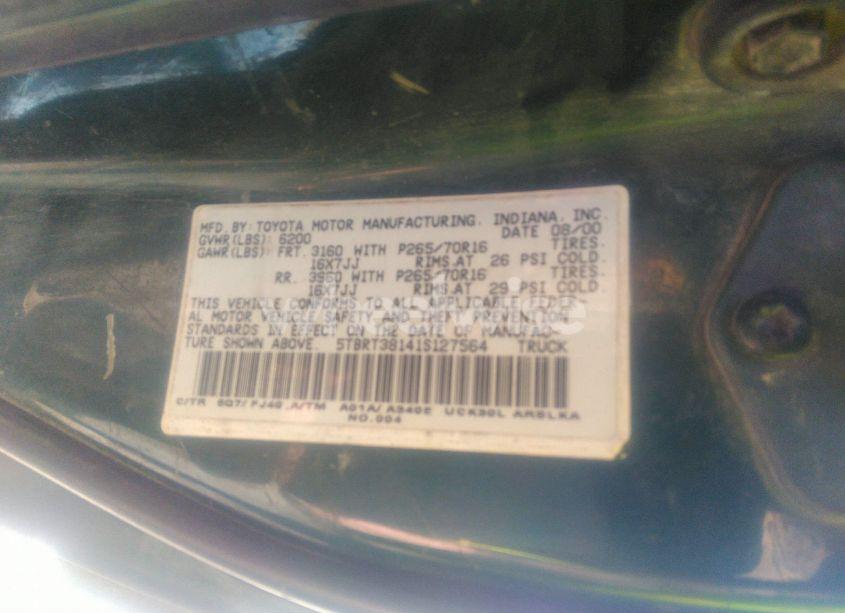 MFD. BY: TOYOTA MOTOR MANUFACTURING, INDIANA, INC.
GVWR(LBS): 6200 DATE 08/00
GAWR(LBS): FRT. 3160 WITH P265/70R16 TIRES.
16X7JJ RIMS.AT 26 PSI COLD.
RR. 3960 WITH P265/70R16 TIRES.
16X7JJ RIMS.AT 29 PSI COLD.
THIS VEHICLE CONFORMS TO ALL APPLICABLE FEDER-
AL MOTOR VEHICLE SAFETY AND THEFT PREVENTION
STANDARDS IN EFFECT ON THE DATE OF MANUFAC-
TURE SHOWN ABOVE. 5TBRT38141S127564 TRUCK
C/TR 6Q7/ FJ40 A/TM A01A/ A340E UCK30L
NO.004